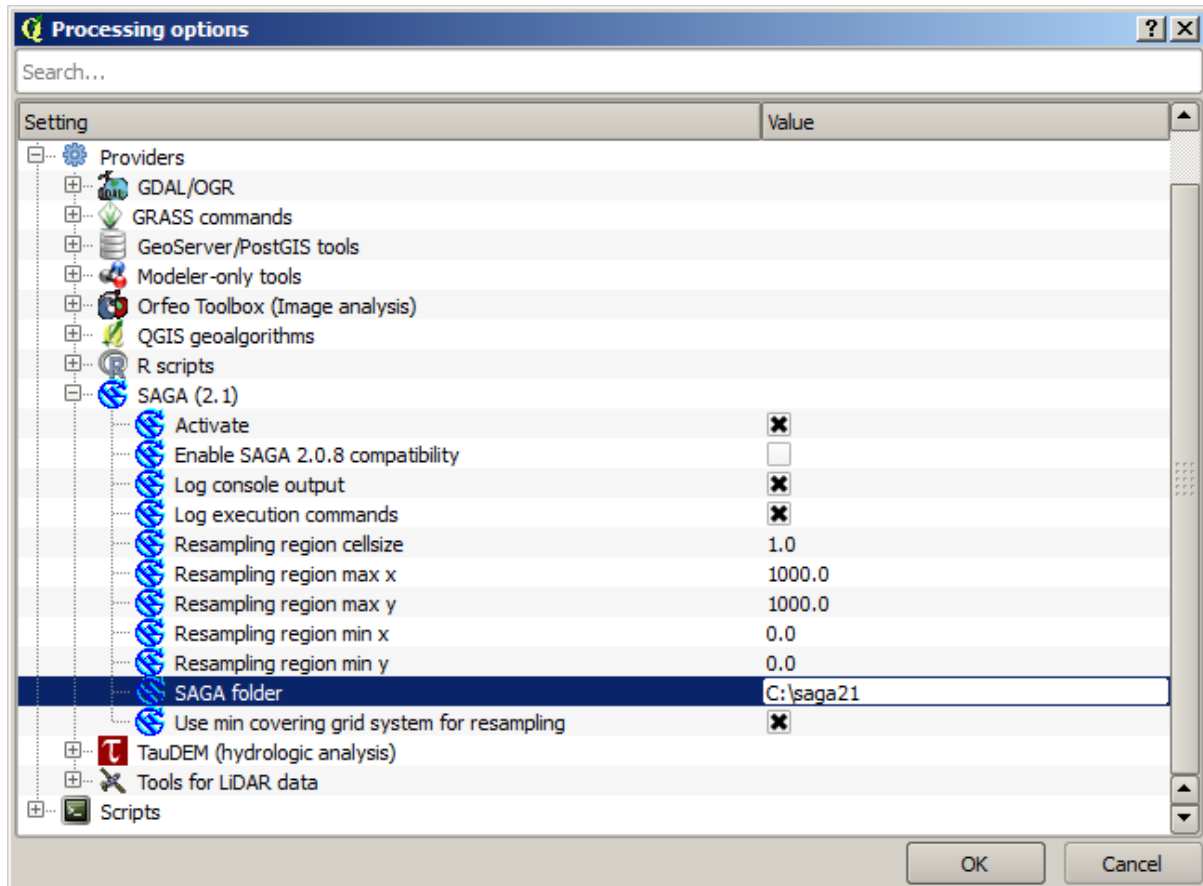 Processing options
Search...
Setting Value
Providers
GDAL/OGR
GRASS commands
GeoServer/PostGIS tools
Modeler-only tools
Orfeo Toolbox (Image analysis)
QGIS geoalgorithms
R scripts
SAGA (2.1)
Activate
Enable SAGA 2.0.8 compatibility
Log console output
Log execution commands
Resampling region cellsize 1.0
Resampling region max x 1000.0
Resampling region max y 1000.0
Resampling region min x 0.0
Resampling region min y 0.0
SAGA folder C:\saga21
Use min covering grid system for resampling
TauDEM (hydrologic analysis)
Tools for LiDAR data
Scripts
OK Cancel